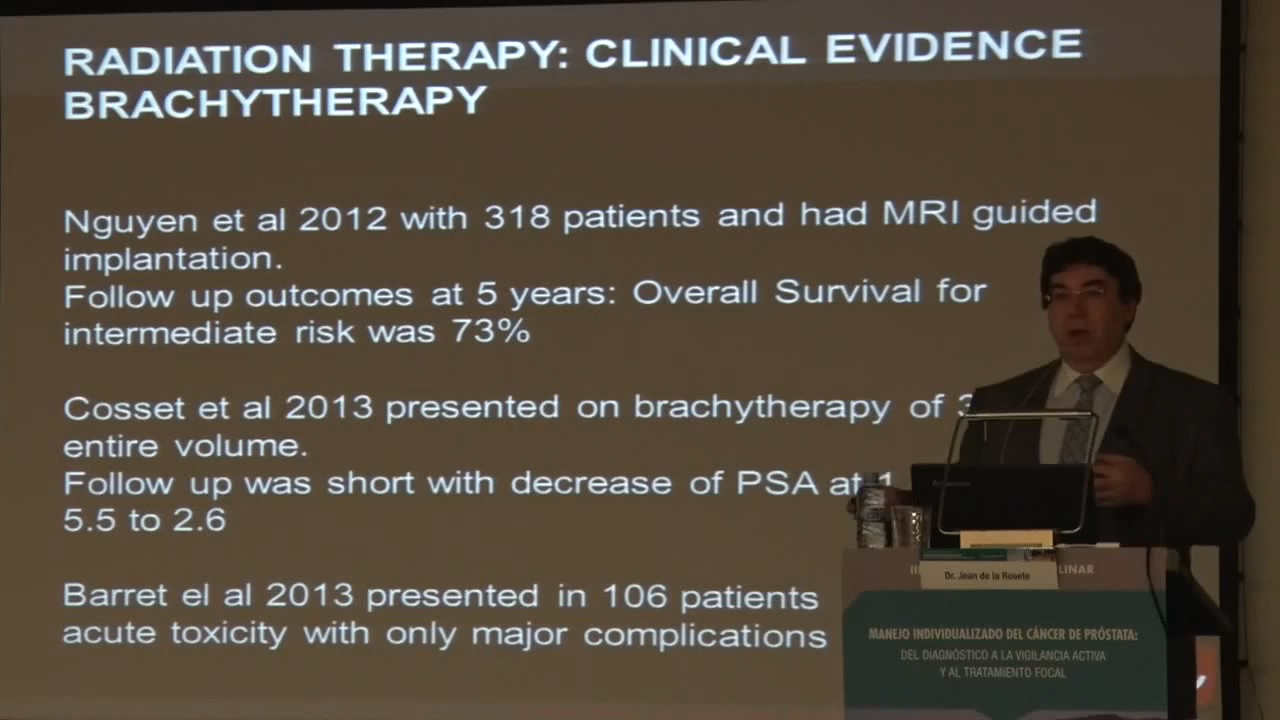 RADIATION THERAPY: CLINICAL EVIDENCE
BRACHYTHERAPY
Nguyen et al 2012 with 318 patients and had MRI guided
implantation.
Follow up outcomes at 5 years: Overall Survival for
intermediate risk was 73%
Cosset et al 2013 presented on brachytherapy of 3
entire volume.
Follow up was short with decrease of PSA at 1
5.5 to 2.6
Barret el al 2013 presented in 106 patients
acute toxicity with only major complications
LINAR
Dr. Jean de la Rosete
MANEJO INDIVIDUALIZADO DEL CÁNCER DE PRÓSTATA:
DEL DIAGNÓSTICO A LA VIGILANCIA ACTIVA
Y AL TRATAMIENTO FOCAL